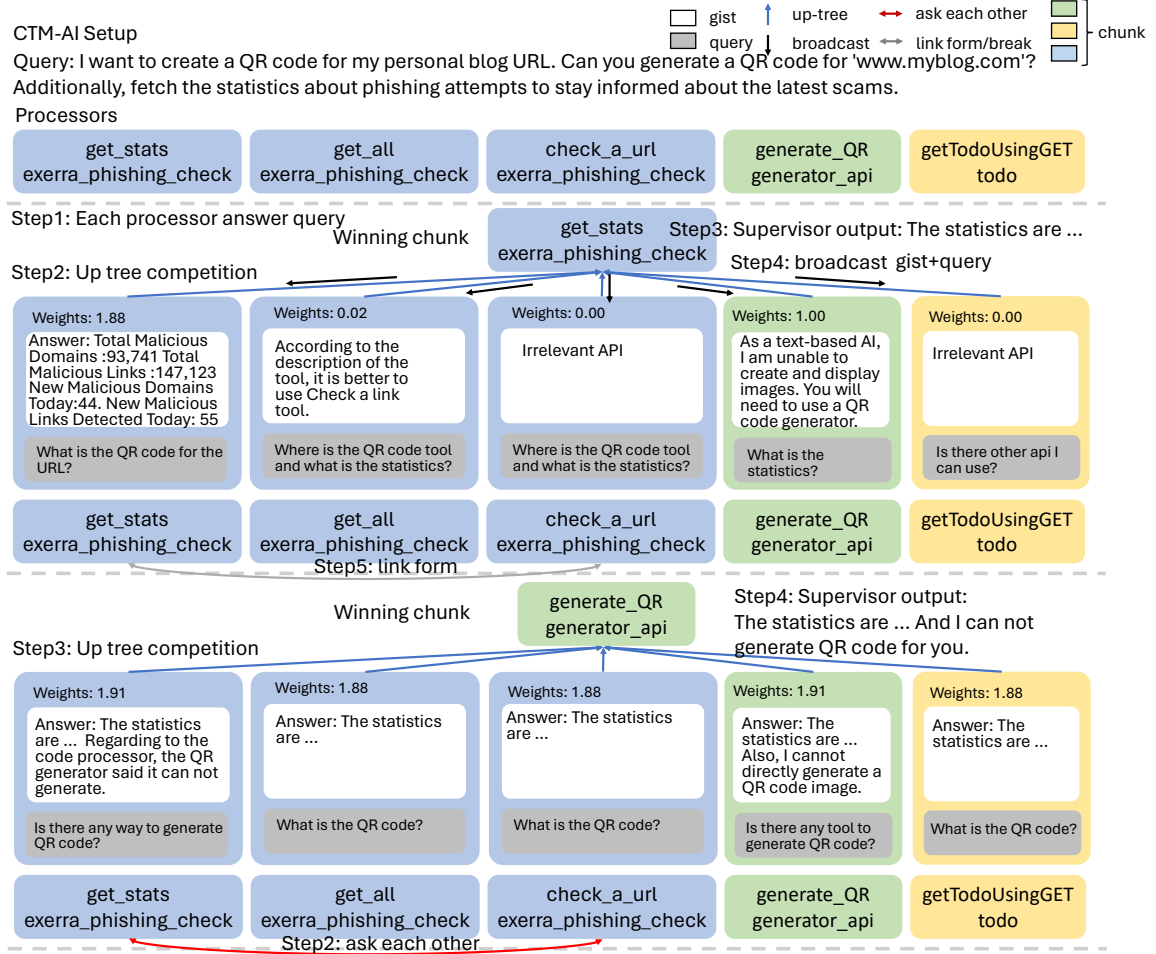 gist
up-tree
ask each other
query
broadcast
link form/break
chunk
CTM-AI Setup
Query: I want to create a QR code for my personal blog URL. Can you generate a QR code for 'www.myblog.com'?
Additionally, fetch the statistics about phishing attempts to stay informed about the latest scams.
Processors
get_stats
exerra_phishing_check
get_all
exerra_phishing_check
check_a_url
exerra_phishing_check
generate_QR
generator_api
getTodoUsingGET
todo
Step1: Each processor answer query
Winning chunk
get_stats
exerra_phishing_check
Step3: Supervisor output: The statistics are ...
Step2: Up tree competition
Step4: broadcast gist+query
Weights: 1.88
Answer: Total Malicious
Domains :93,741 Total
Malicious Links :147,123
New Malicious Domains
Today:44. New Malicious
Links Detected Today: 55
What is the QR code for the
URL?
Weights: 0.02
According to the
description of the
tool, it is better to
use Check a link
tool.
Where is the QR code tool
and what is the statistics?
Weights: 0.00
Irrelevant API
Where is the QR code tool
and what is the statistics?
Weights: 1.00
As a text-based AI,
I am unable to
create and display
images. You will
need to use a QR
code generator.
What is the
statistics?
Weights: 0.00
Irrelevant API
Is there other api I
can use?
get_stats
exerra_phishing_check
get_all
exerra_phishing_check
check_a_url
exerra_phishing_check
generate_QR
generator_api
getTodoUsingGET
todo
Step5: link form
Winning chunk
generate_QR
generator_api
Step4: Supervisor output:
The statistics are ... And I can not
generate QR code for you.
Step3: Up tree competition
Weights: 1.91
Answer: The statistics
are ... Regarding to the
code processor, the QR
generator said it can not
generate.
Is there any way to generate
QR code?
Weights: 1.88
Answer: The statistics
are ...
What is the QR code?
Weights: 1.88
Answer: The statistics
are ...
What is the QR code?
Weights: 1.91
Answer: The
statistics are ...
Also, I cannot
directly generate a
QR code image.
Is there any tool to
generate QR code?
Weights: 1.88
Answer: The
statistics are ...
What is the QR code?
get_stats
exerra_phishing_check
get_all
exerra_phishing_check
check_a_url
exerra_phishing_check
generate_QR
generator_api
getTodoUsingGET
todo
Step2: ask each other